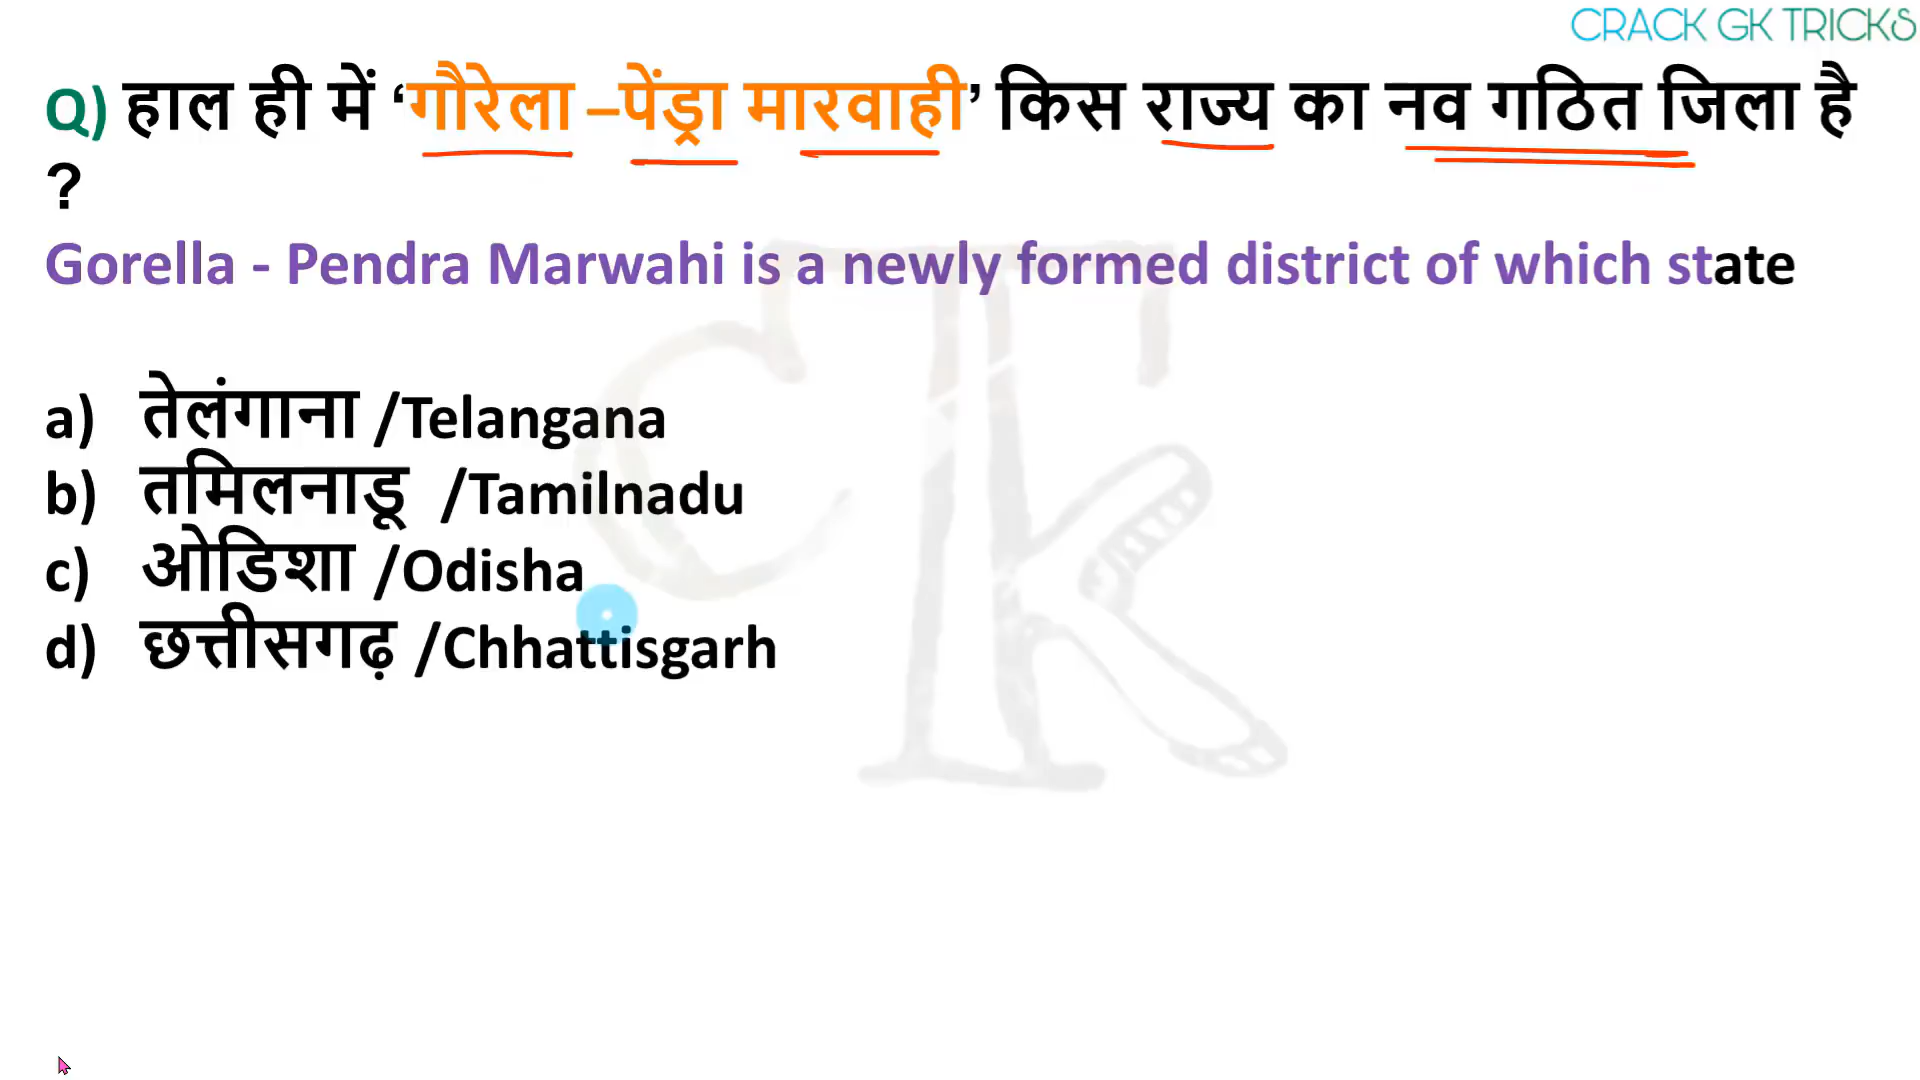 CRACK GK TRICKS
Q) हाल ही में ‘गौरेला –पेंड्रा मारवाही’ किस राज्य का नव गठित जिला है
?
Gorella - Pendra Marwahi is a newly formed district of which state
a) तेलंगाना /Telangana
b) तमिलनाडू /Tamilnadu
c) ओडिशा /Odisha
d) छत्तीसगढ़ /Chhattisgarh
CTK